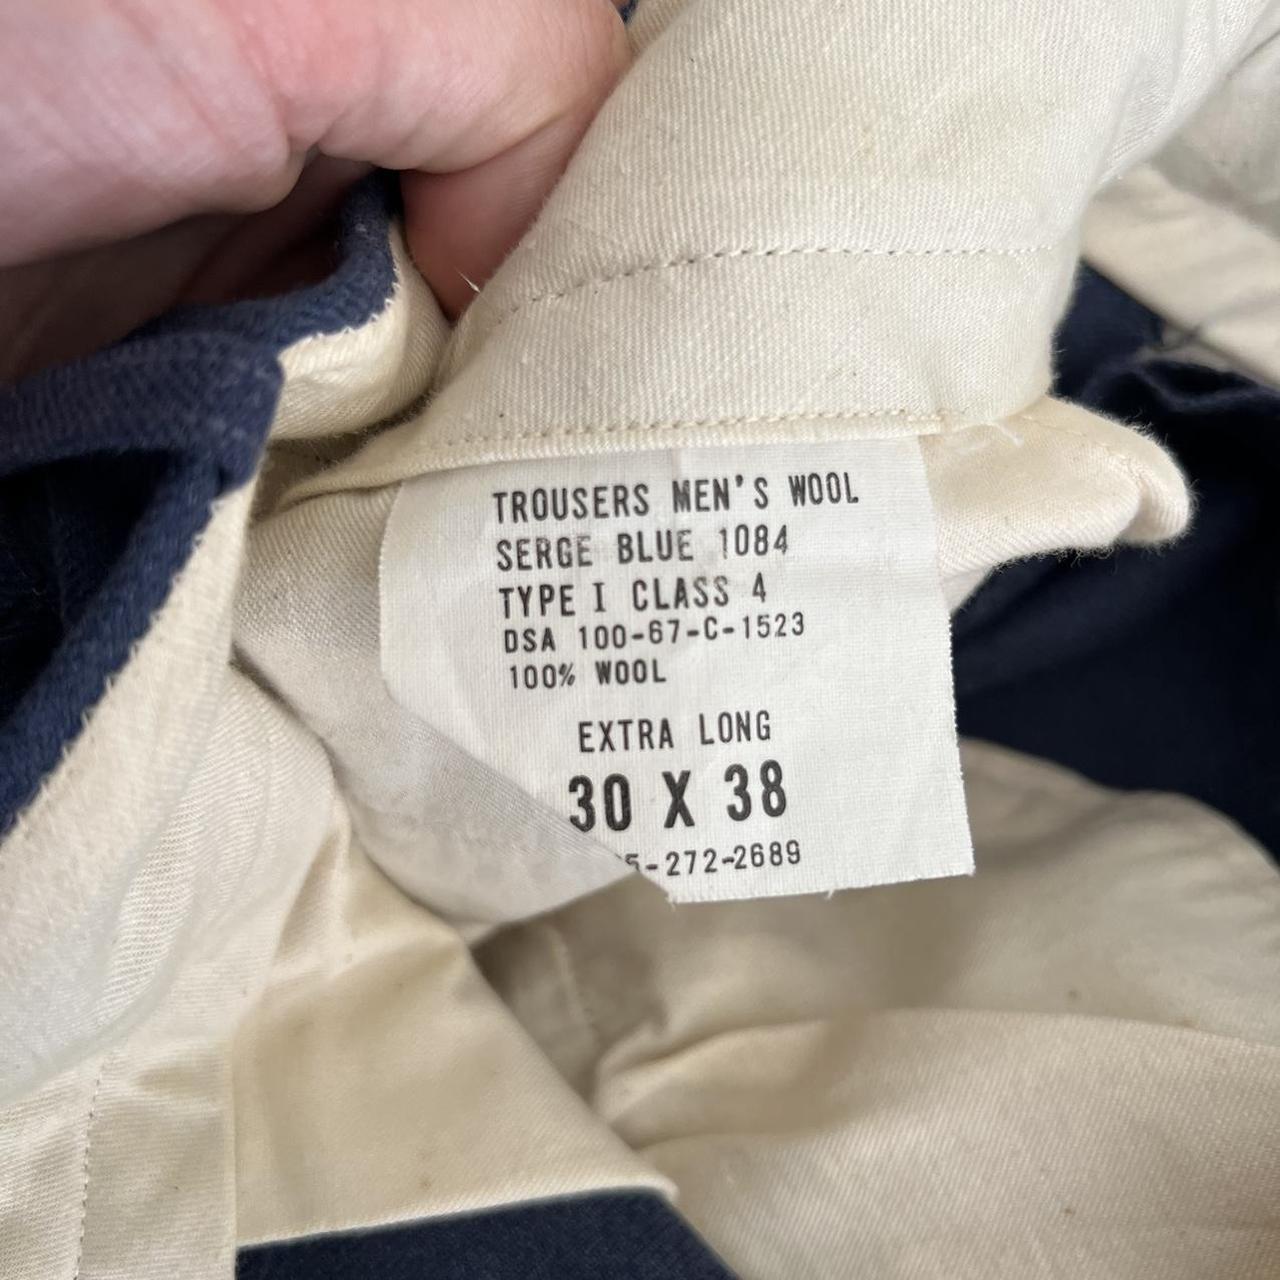 TROUSERS MEN'S WOOL
SERGE BLUE 1084
TYPE I CLASS 4
DSA 100-67-C-1523
100% WOOL
EXTRA LONG
30 X 38
5-272-2689